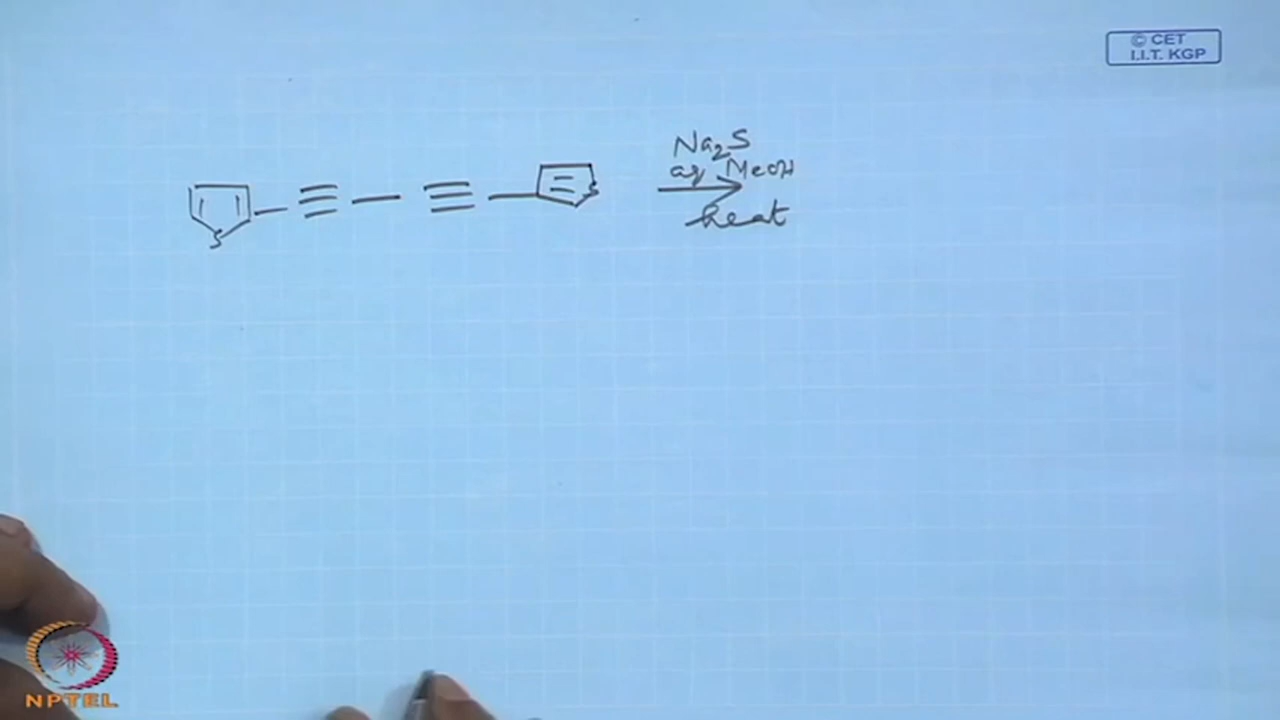 © CET
I.I.T. KGP
Na2S
aq MeOH
heat
S
S
NPTEL